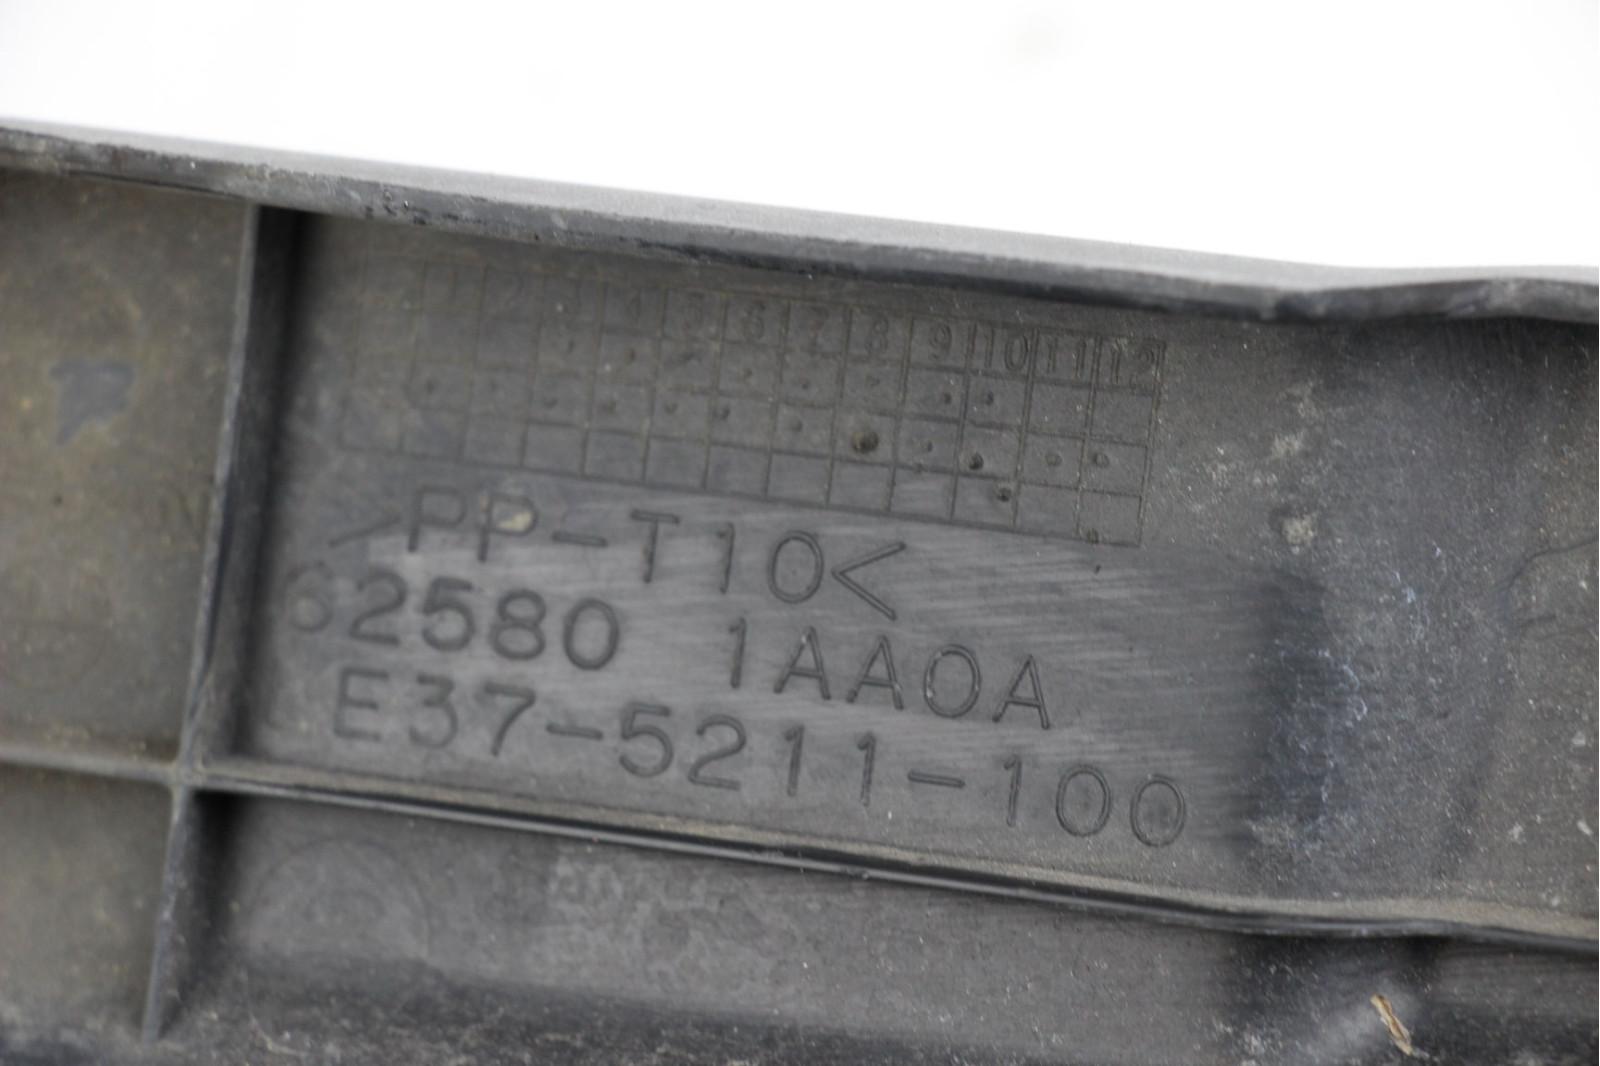 1 2 3 4 5 6 7 8 9 10 11 12
>PP-T10<
62580 1AA0A
E37-5211-100